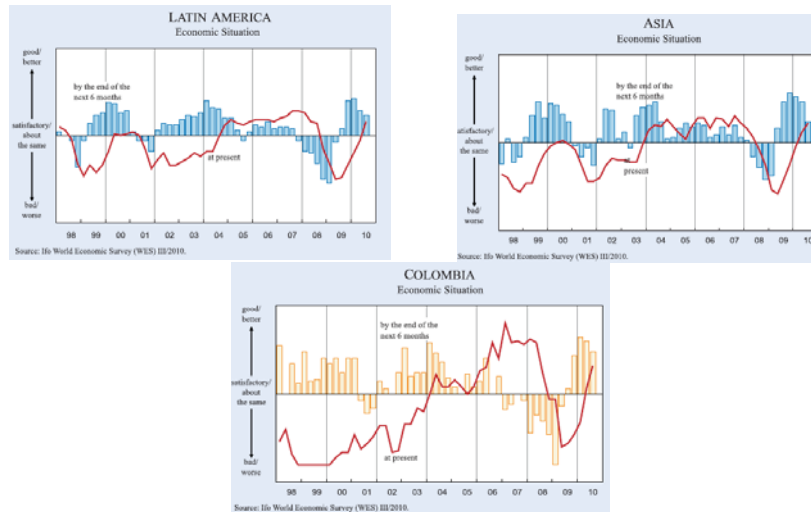 LATIN AMERICA
Economic Situation
good/
better
by the end of the
next 6 months
satisfactory/
about
the same
at present
bad/
worse
98 99 00 01 02 03 04 05 06 07 08 09 10
Source: Ifo World Economic Survey (WES) III/2010.
ASIA
Economic Situation
good/
better
by the end of the
next 6 months
satisfactory/
about
the same
at
present
bad/
worse
98 99 00 01 02 03 04 05 06 07 08 09 10
Source: Ifo World Economic Survey (WES) III/2010.
COLOMBIA
Economic Situation
good/
better
by the end of the
next 6 months
satisfactory/
about
the same
at present
bad/
worse
98 99 00 01 02 03 04 05 06 07 08 09 10
Source: Ifo World Economic Survey (WES) III/2010.